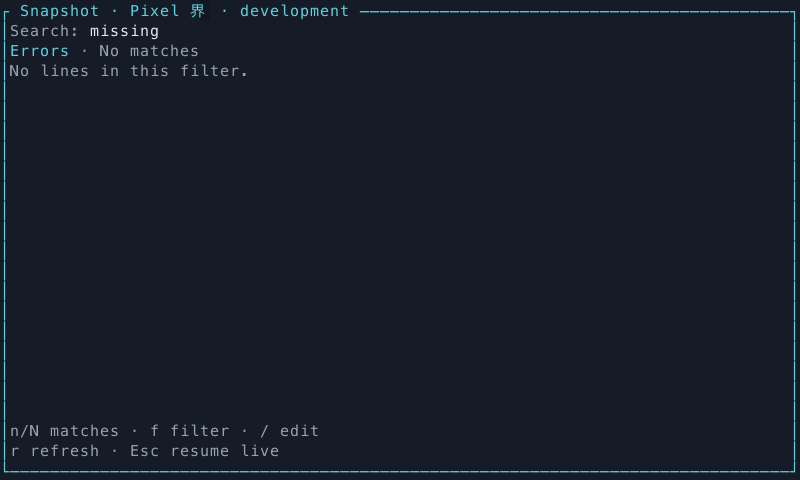 Snapshot · Pixel 界 · development
Search: missing
Errors · No matches
No lines in this filter.
n/N matches · f filter · / edit
r refresh · Esc resume live